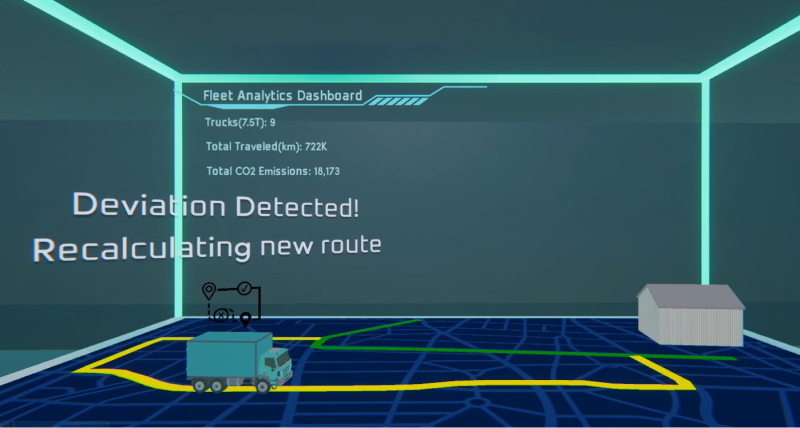 Fleet Analytics Dashboard
Trucks(7.5T): 9
Total Traveled(km): 722K
Total CO2 Emissions: 18,173
Deviation Detected!
Recalculating new route